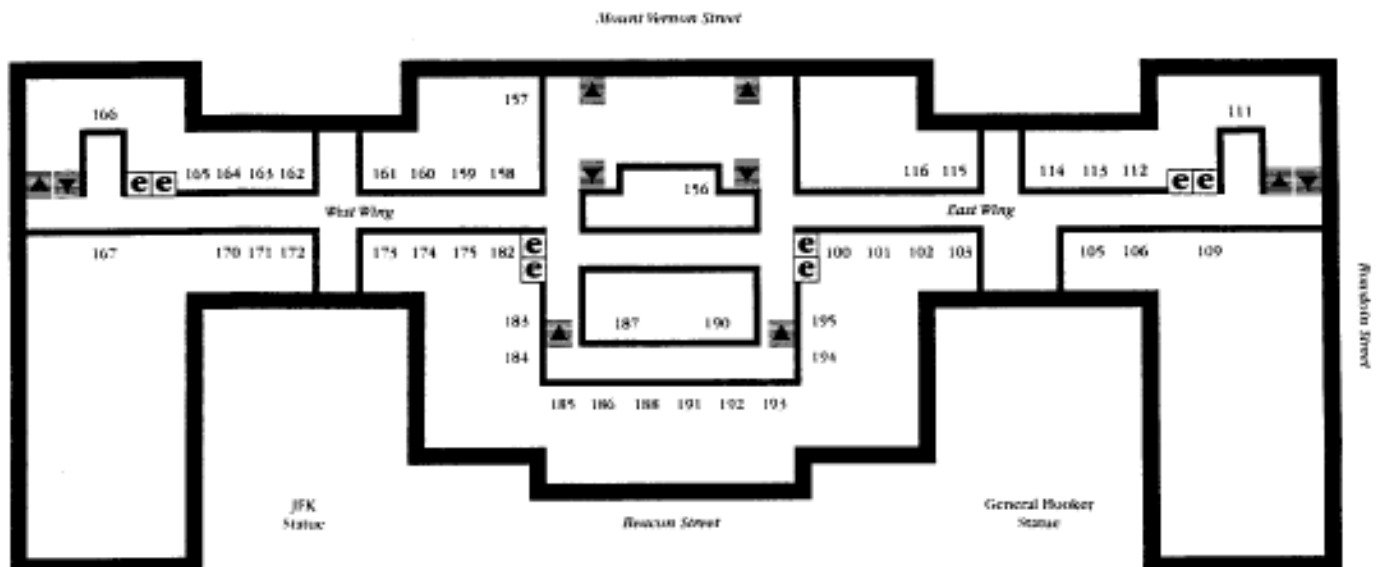 Mount Vernon Street
157
166
111
165 164 163 162
161 160 159 158
156
116 115
114 113 112
e e
e e
West Wing
East Wing
167
170 171 172
173 174 175 182
e
e
e
e
100 101 102 103
105 106 109
183
187 190
195
184
194
185 186 188 191 192 193
Bowdoin Street
JFK
Statue
Beacon Street
General Hooker
Statue